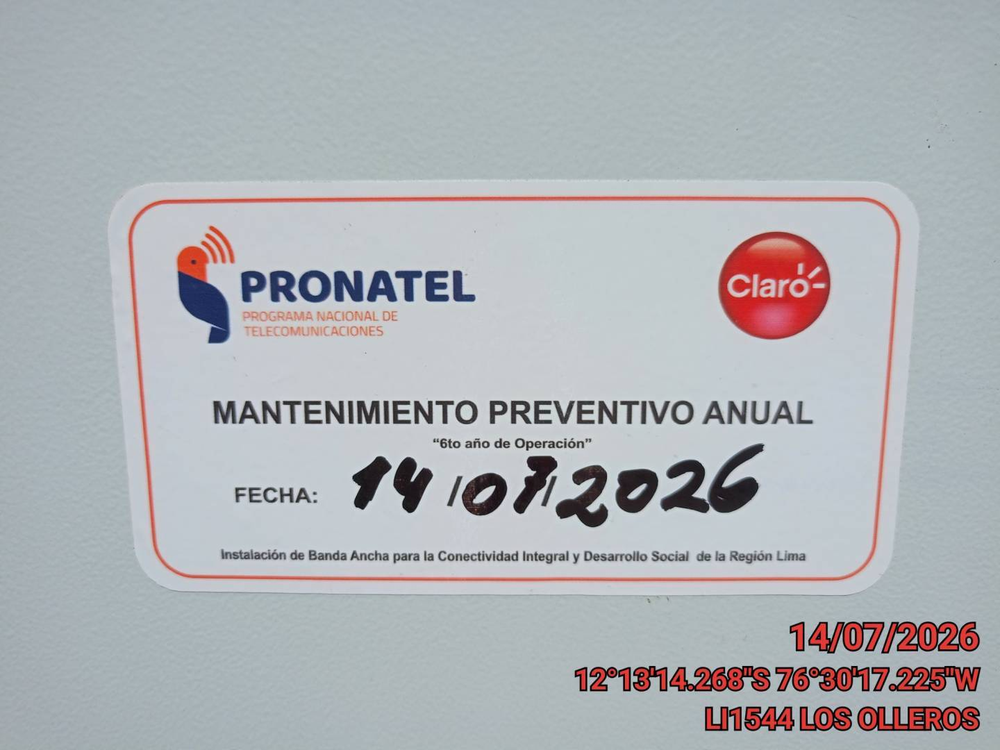 PRONATEL
PROGRAMA NACIONAL DE
TELECOMUNICACIONES
Claro
MANTENIMIENTO PREVENTIVO ANUAL
“6to año de Operación”
FECHA: 14/07/2026
Instalación de Banda Ancha para la Conectividad Integral y Desarrollo Social de la Región Lima
14/07/2026
12°13'14.268"S 76°30'17.225"W
LI1544 LOS OLLEROS